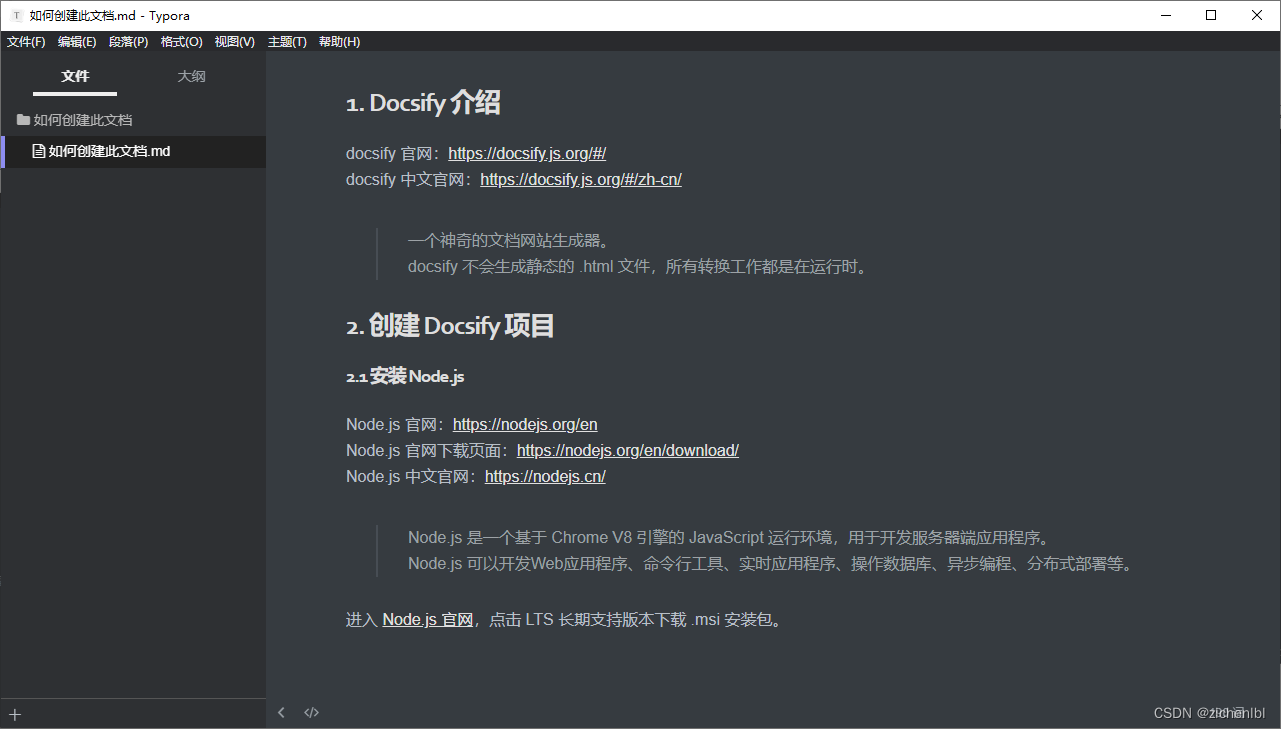 如何创建此文档.md - Typora
文件(F) 编辑(E) 段落(P) 格式(O) 视图(V) 主题(T) 帮助(H)
文件 大纲
如何创建此文档
如何创建此文档.md
1. Docsify 介绍
docsify 官网：https://docsify.js.org/#/
docsify 中文官网：https://docsify.js.org/#/zh-cn/
一个神奇的文档网站生成器。
docsify 不会生成静态的 .html 文件，所有转换工作都是在运行时。
2. 创建 Docsify 项目
2.1 安装 Node.js
Node.js 官网：https://nodejs.org/en
Node.js 官网下载页面：https://nodejs.org/en/download/
Node.js 中文官网：https://nodejs.cn/
Node.js 是一个基于 Chrome V8 引擎的 JavaScript 运行环境，用于开发服务器端应用程序。
Node.js 可以开发Web应用程序、命令行工具、实时应用程序、操作数据库、异步编程、分布式部署等。
进入 Node.js 官网，点击 LTS 长期支持版本下载 .msi 安装包。
CSDN @zichenlbl